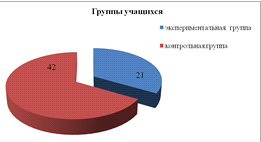 Группы учащихся
экспериментальная группа
контрольная группа
42
21